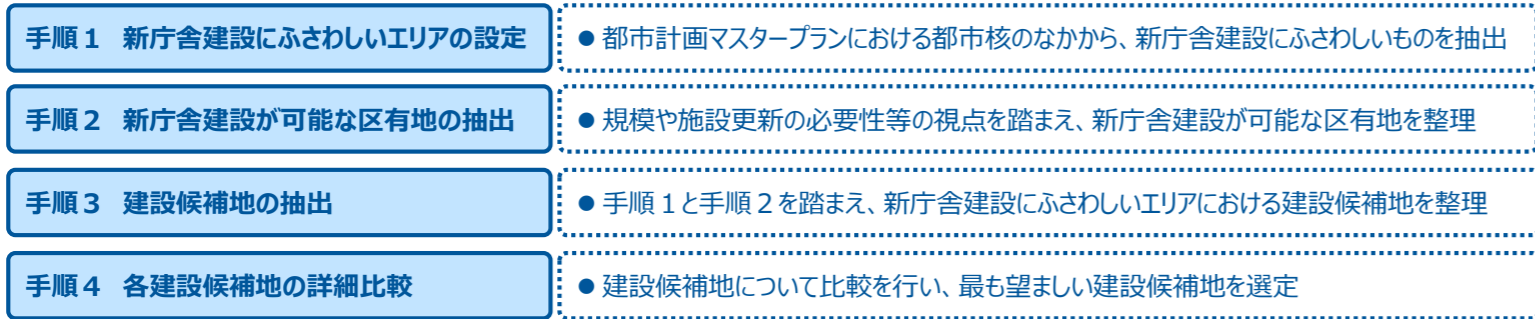 手順１　新庁舎建設にふさわしいエリアの設定
●都市計画マスタープランにおける都市核のなかから、新庁舎建設にふさわしいものを抽出
手順２　新庁舎建設が可能な区有地の抽出
●規模や施設更新の必要性等の視点を踏まえ、新庁舎建設が可能な区有地を整理
手順３　建設候補地の抽出
●手順１と手順２を踏まえ、新庁舎建設にふさわしいエリアにおける建設候補地を整理
手順４　各建設候補地の詳細比較
●建設候補地について比較を行い、最も望ましい建設候補地を選定